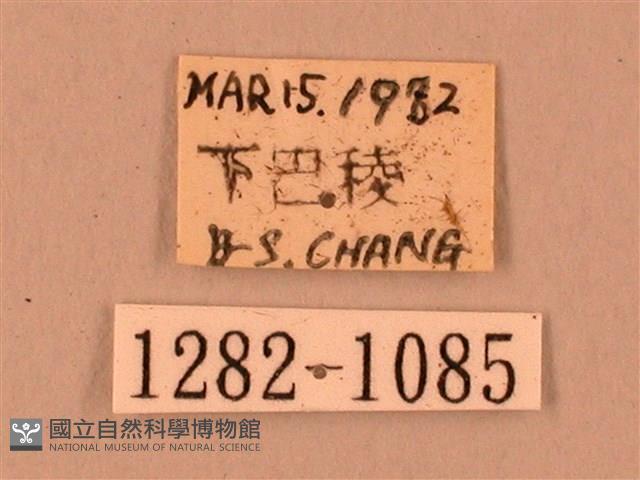 MAR 15. 1982
下巴稜
B-S. CHANG
1282-1085
國立自然科學博物館
NATIONAL MUSEUM OF NATURAL SCIENCE